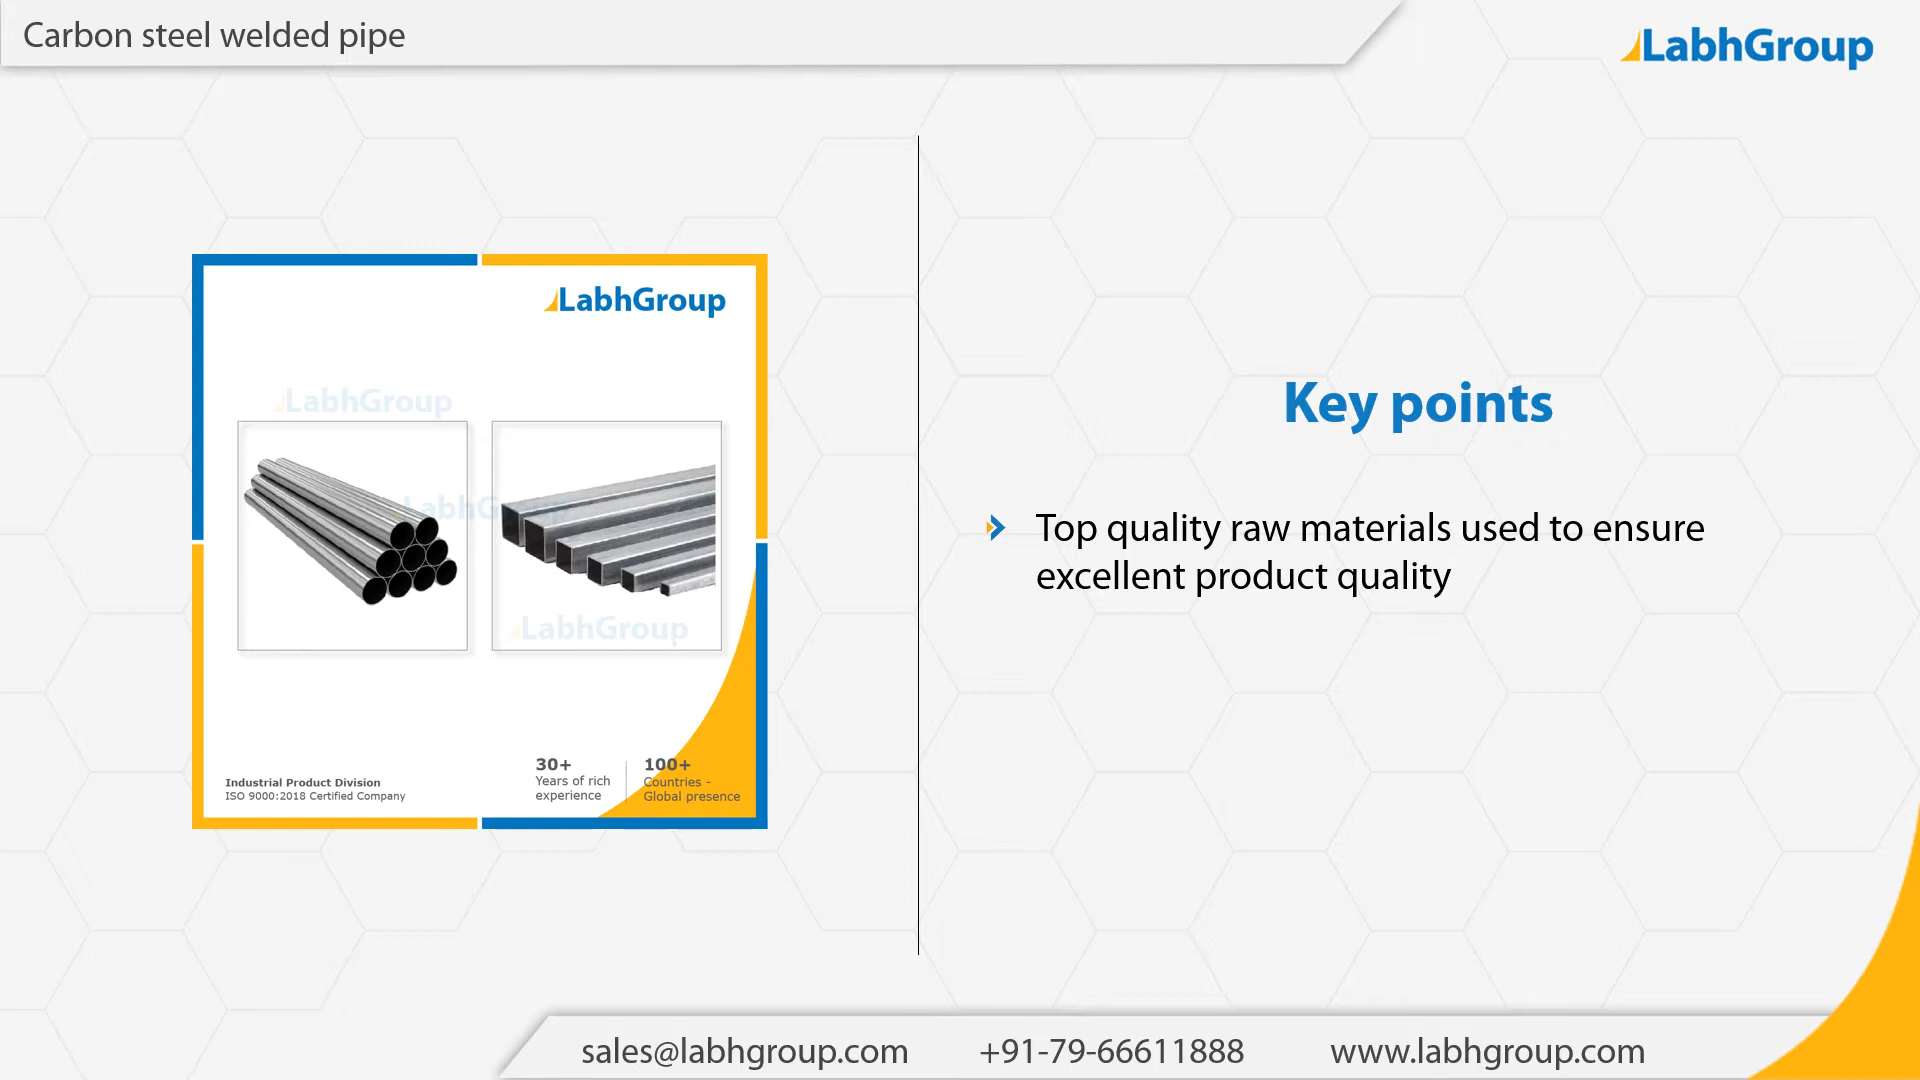 Carbon steel welded pipe
LabhGroup
LabhGroup
LabhGroup
LabhGroup
LabhGroup
Industrial Product Division
ISO 9000:2018 Certified Company
30+
Years of rich
experience
100+
Countries -
Global presence
Key points
Top quality raw materials used to ensure
excellent product quality
sales@labhgroup.com
+91-79-66611888
www.labhgroup.com